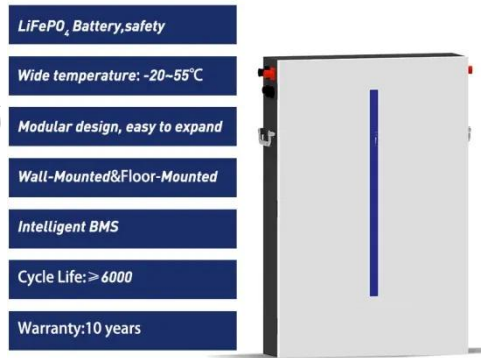 LiFePO₄ Battery,safety
Wide temperature: -20~55℃
Modular design, easy to expand
Wall-Mounted&Floor-Mounted
Intelligent BMS
Cycle Life:≥6000
Warranty:10 years